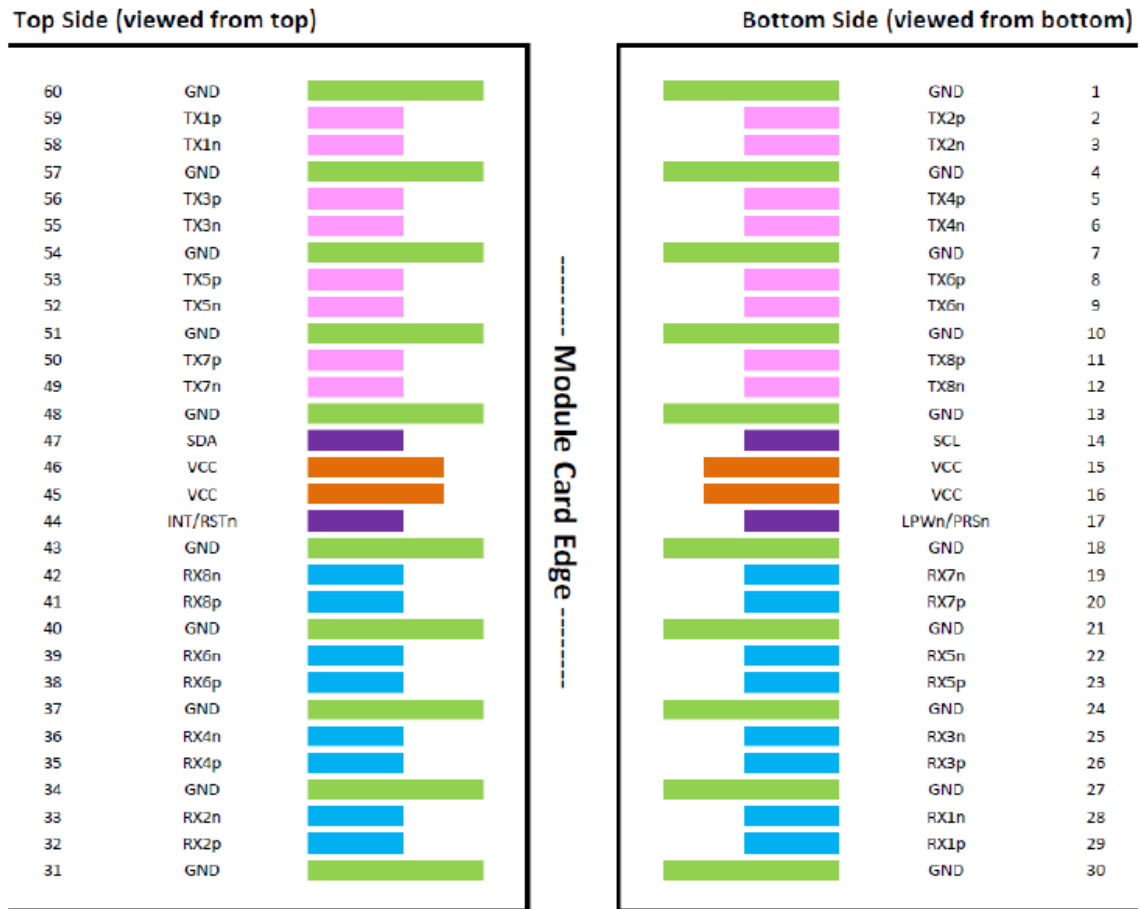 Top Side (viewed from top) Bottom Side (viewed from bottom)
60 GND GND 1
59 TX1p TX2p 2
58 TX1n TX2n 3
57 GND GND 4
56 TX3p TX4p 5
55 TX3n TX4n 6
54 GND GND 7
53 TX5p TX6p 8
52 TX5n TX6n 9
51 GND GND 10
50 TX7p TX8p 11
49 TX7n TX8n 12
48 GND GND 13
47 SDA SCL 14
46 VCC VCC 15
45 VCC VCC 16
44 INT/RSTn LPWn/PRSn 17
43 GND GND 18
42 RX8n RX7n 19
41 RX8p RX7p 20
40 GND GND 21
39 RX6n RX5n 22
38 RX6p RX5p 23
37 GND GND 24
36 RX4n RX3n 25
35 RX4p RX3p 26
34 GND GND 27
33 RX2n RX1n 28
32 RX2p RX1p 29
31 GND GND 30
-------- Module Card Edge --------